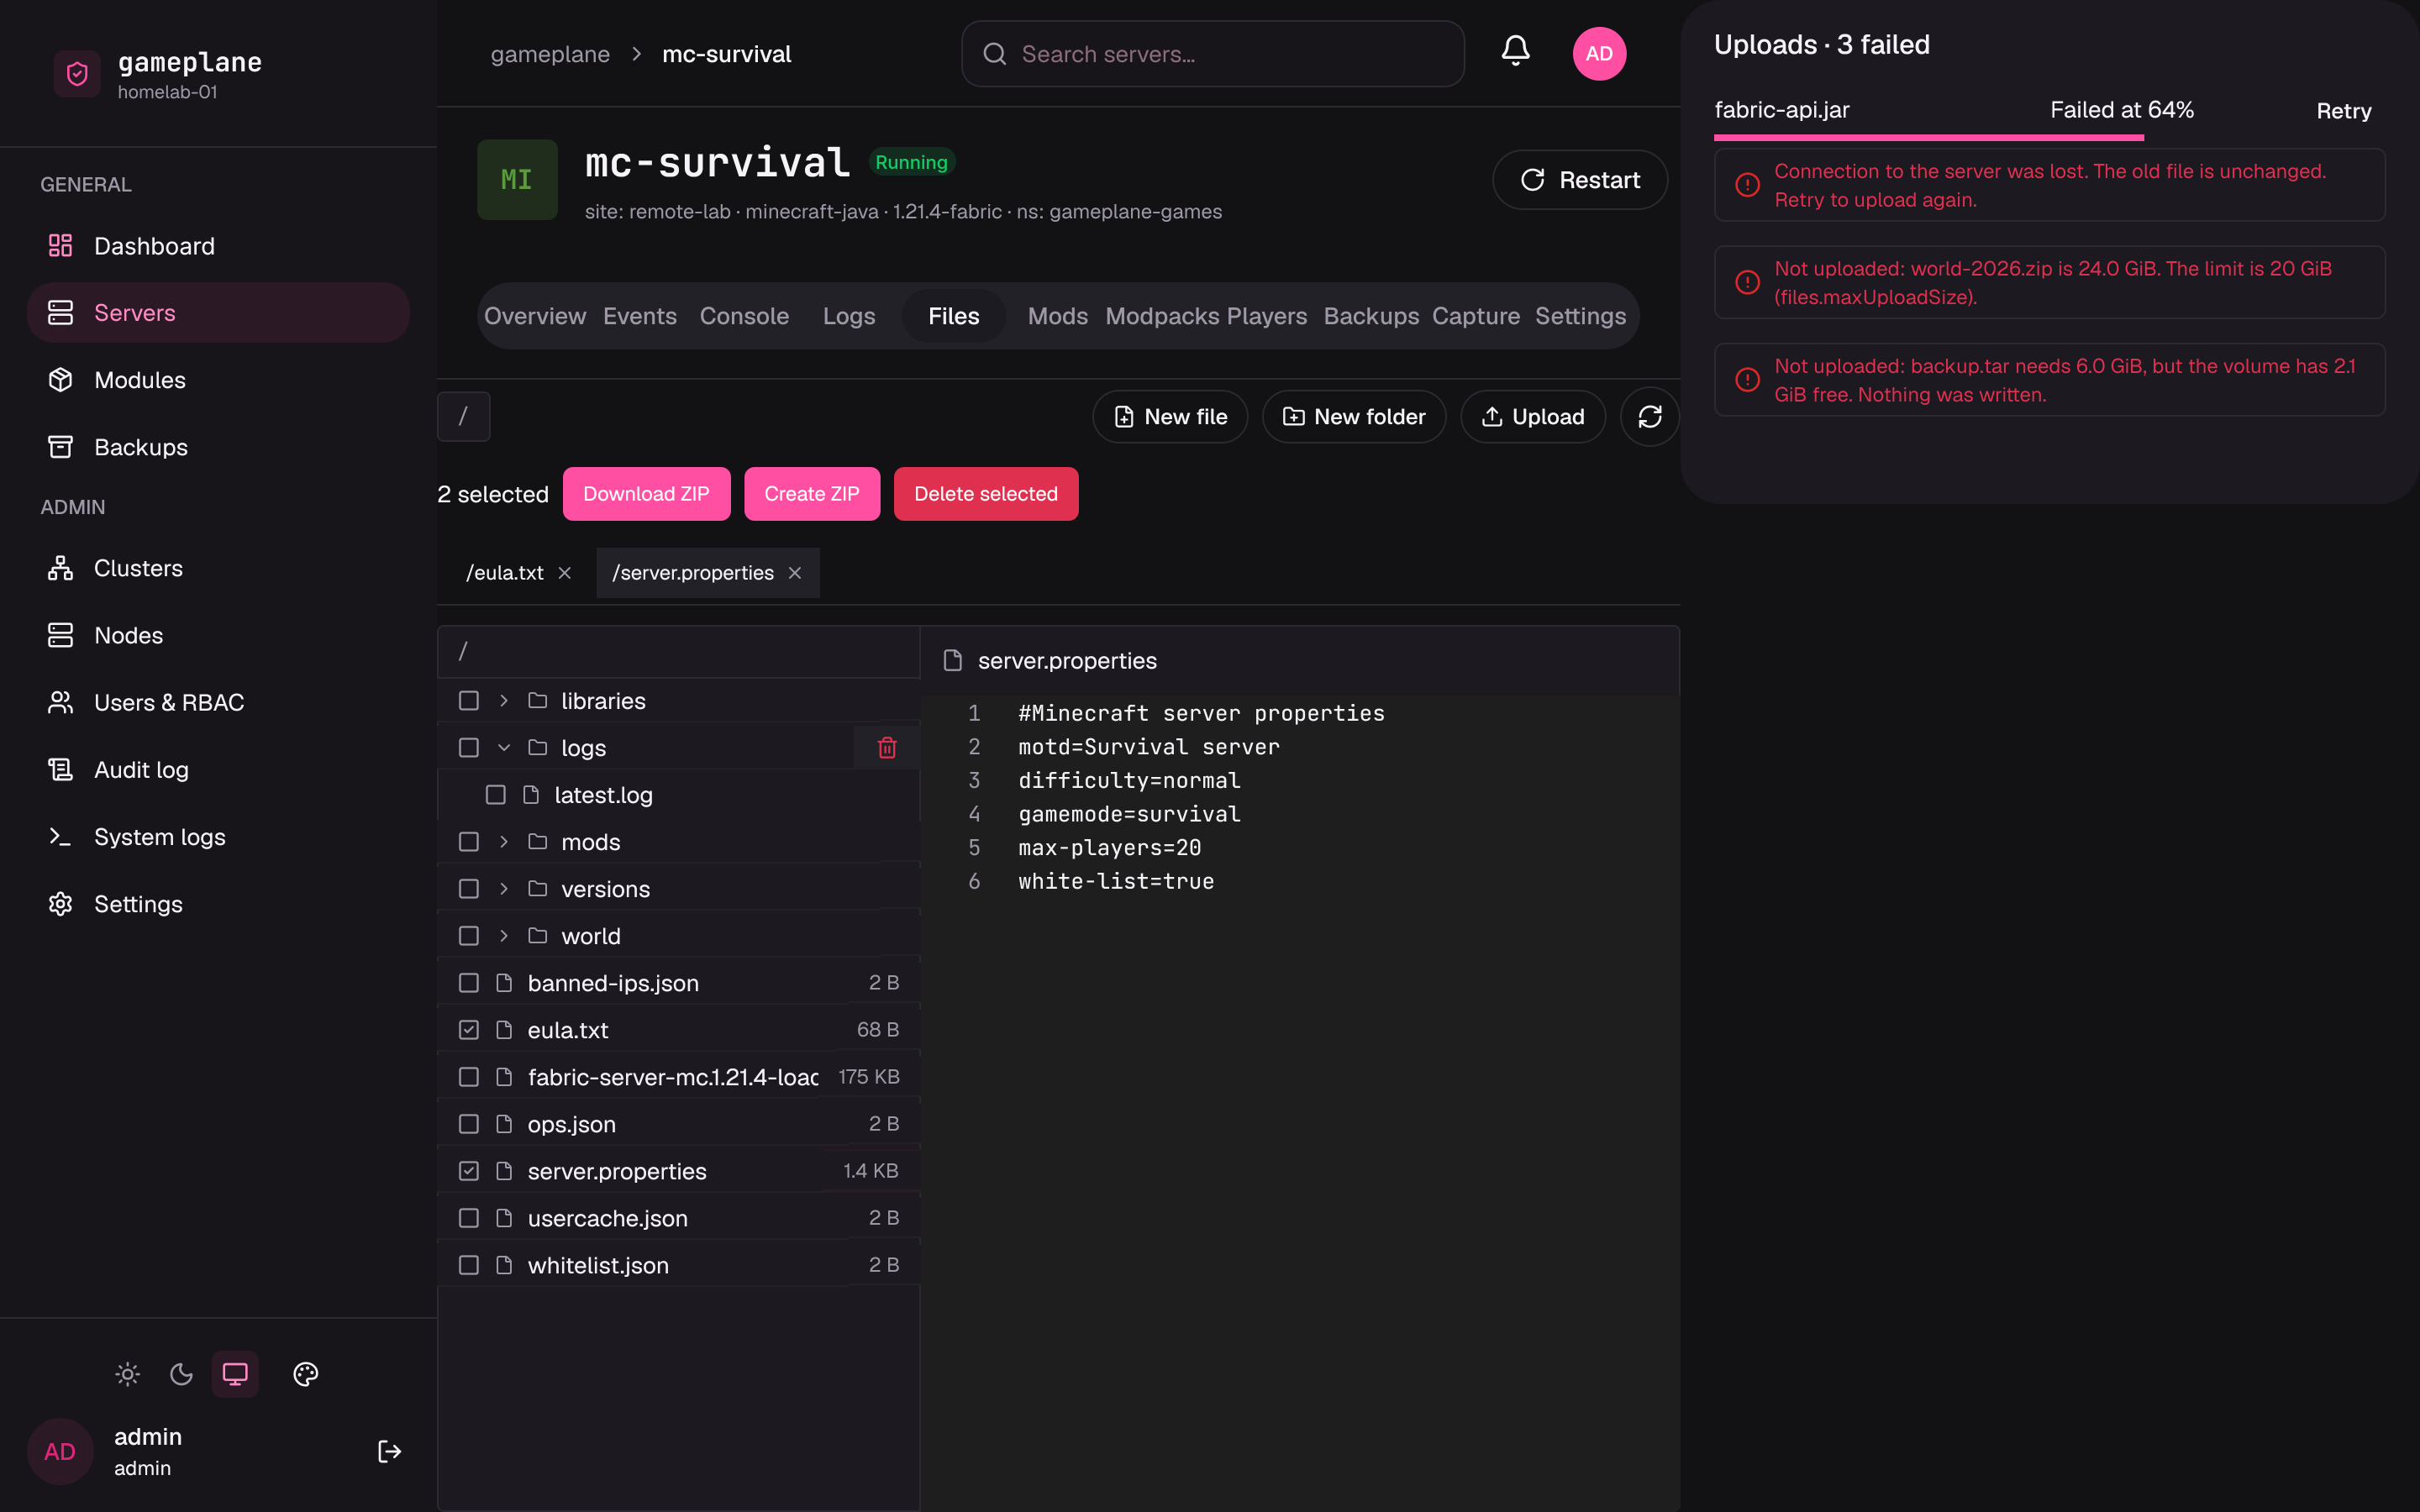 gameplane
homelab-01
GENERAL
Dashboard
Servers
Modules
Backups
ADMIN
Clusters
Nodes
Users & RBAC
Audit log
System logs
Settings
AD
admin
admin
gameplane > mc-survival
Search servers...
AD
MI
mc-survival
Running
site: remote-lab · minecraft-java · 1.21.4-fabric · ns: gameplane-games
Restart
Overview Events Console Logs Files Mods Modpacks Players Backups Capture Settings
/
New file
New folder
Upload
2 selected
Download ZIP
Create ZIP
Delete selected
/eula.txt
/server.properties
/
libraries
logs
latest.log
mods
versions
world
banned-ips.json 2 B
eula.txt 68 B
fabric-server-mc.1.21.4-loac 175 KB
ops.json 2 B
server.properties 1.4 KB
usercache.json 2 B
whitelist.json 2 B
server.properties
1 #Minecraft server properties
2 motd=Survival server
3 difficulty=normal
4 gamemode=survival
5 max-players=20
6 white-list=true
Uploads · 3 failed
fabric-api.jar Failed at 64% Retry
Connection to the server was lost. The old file is unchanged.
Retry to upload again.
Not uploaded: world-2026.zip is 24.0 GiB. The limit is 20 GiB
(files.maxUploadSize).
Not uploaded: backup.tar needs 6.0 GiB, but the volume has 2.1
GiB free. Nothing was written.